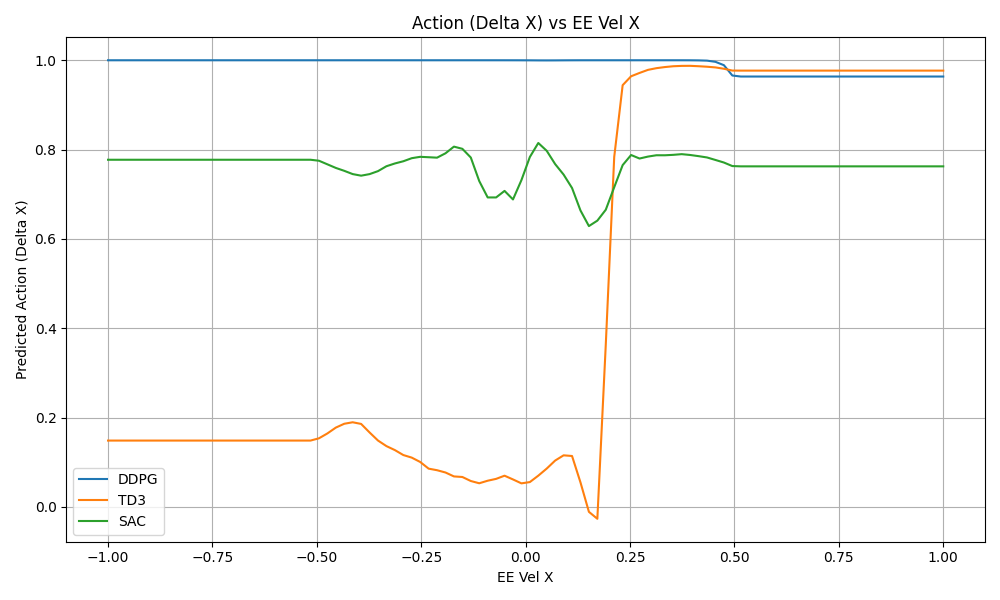 Action (Delta X) vs EE Vel X
Predicted Action (Delta X)
1.0
0.8
0.6
0.4
0.2
0.0
DDPG
TD3
SAC
−1.00 −0.75 −0.50 −0.25 0.00 0.25 0.50 0.75 1.00
EE Vel X